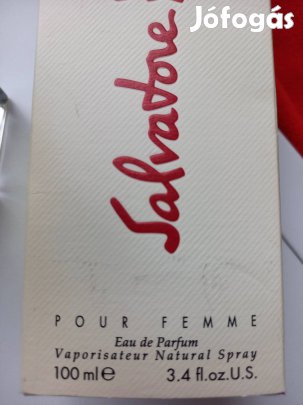 Jófogás
Salvatore
POUR FEMME
Eau de Parfum
Vaporisateur Natural Spray
100 ml e 3.4 fl.oz.U.S.